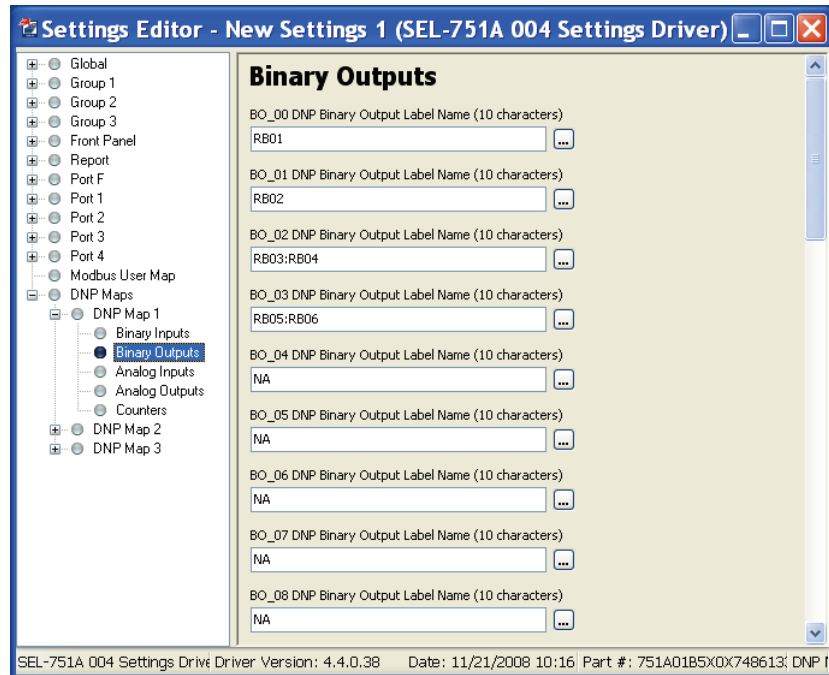 Settings Editor - New Settings 1 (SEL-751A 004 Settings Driver)
Global
Group 1
Group 2
Group 3
Front Panel
Report
Port F
Port 1
Port 2
Port 3
Port 4
Modbus User Map
DNP Maps
DNP Map 1
Binary Inputs
Binary Outputs
Analog Inputs
Analog Outputs
Counters
DNP Map 2
DNP Map 3
Binary Outputs
BO_00 DNP Binary Output Label Name (10 characters)
RB01
...
BO_01 DNP Binary Output Label Name (10 characters)
RB02
...
BO_02 DNP Binary Output Label Name (10 characters)
RB03:RB04
...
BO_03 DNP Binary Output Label Name (10 characters)
RB05:RB06
...
BO_04 DNP Binary Output Label Name (10 characters)
NA
...
BO_05 DNP Binary Output Label Name (10 characters)
NA
...
BO_06 DNP Binary Output Label Name (10 characters)
NA
...
BO_07 DNP Binary Output Label Name (10 characters)
NA
...
BO_08 DNP Binary Output Label Name (10 characters)
NA
...
SEL-751A 004 Settings Drive Driver Version: 4.4.0.38 Date: 11/21/2008 10:16 Part #: DNP